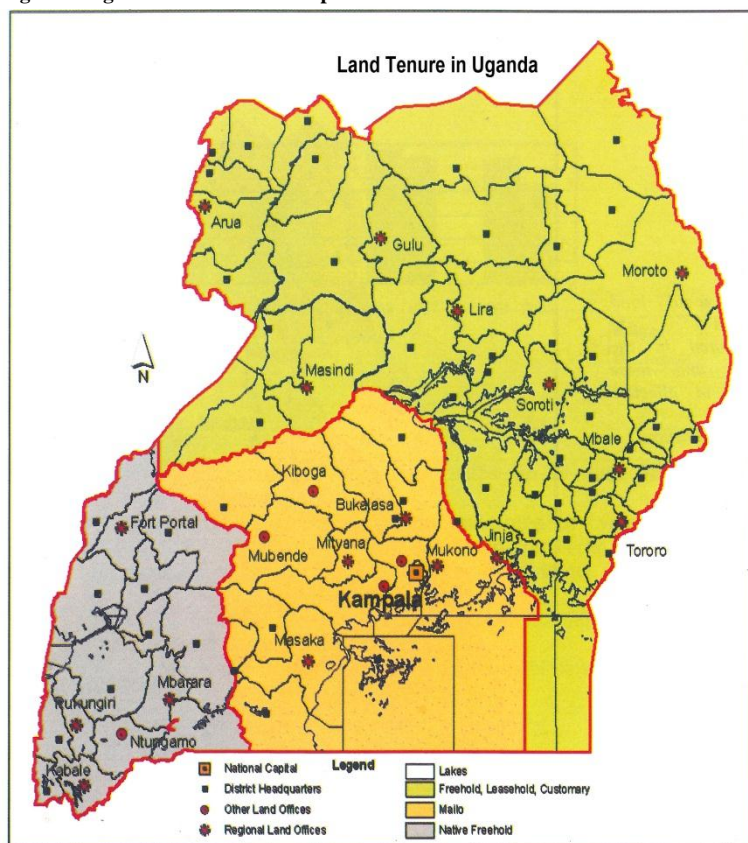 Land Tenure in Uganda
Arua
Gulu
Moroto
Lira
N
Masindi
Soroti
Mbale
Kiboga
Bukalasa
Fort Portal
Mubende
Mityana
Mukono
Jinja
Tororo
Kampala
Masaka
Mbarara
Rukungiri
Ntungamo
Kabale
Legend
National Capital
District Headquarters
Other Land Offices
Regional Land Offices
Lakes
Freehold, Leasehold, Customary
Mailo
Native Freehold